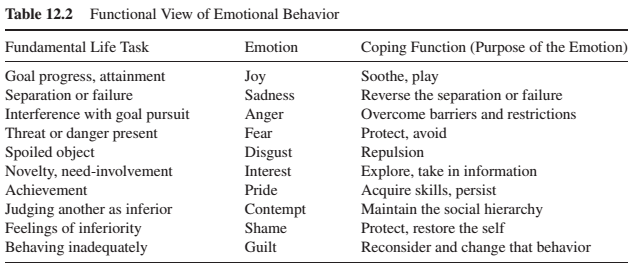 Table 12.2 Functional View of Emotional Behavior
Fundamental Life Task Emotion Coping Function (Purpose of the Emotion)
Goal progress, attainment Joy Soothe, play
Separation or failure Sadness Reverse the separation or failure
Interference with goal pursuit Anger Overcome barriers and restrictions
Threat or danger present Fear Protect, avoid
Spoiled object Disgust Repulsion
Novelty, need-involvement Interest Explore, take in information
Achievement Pride Acquire skills, persist
Judging another as inferior Contempt Maintain the social hierarchy
Feelings of inferiority Shame Protect, restore the self
Behaving inadequately Guilt Reconsider and change that behavior